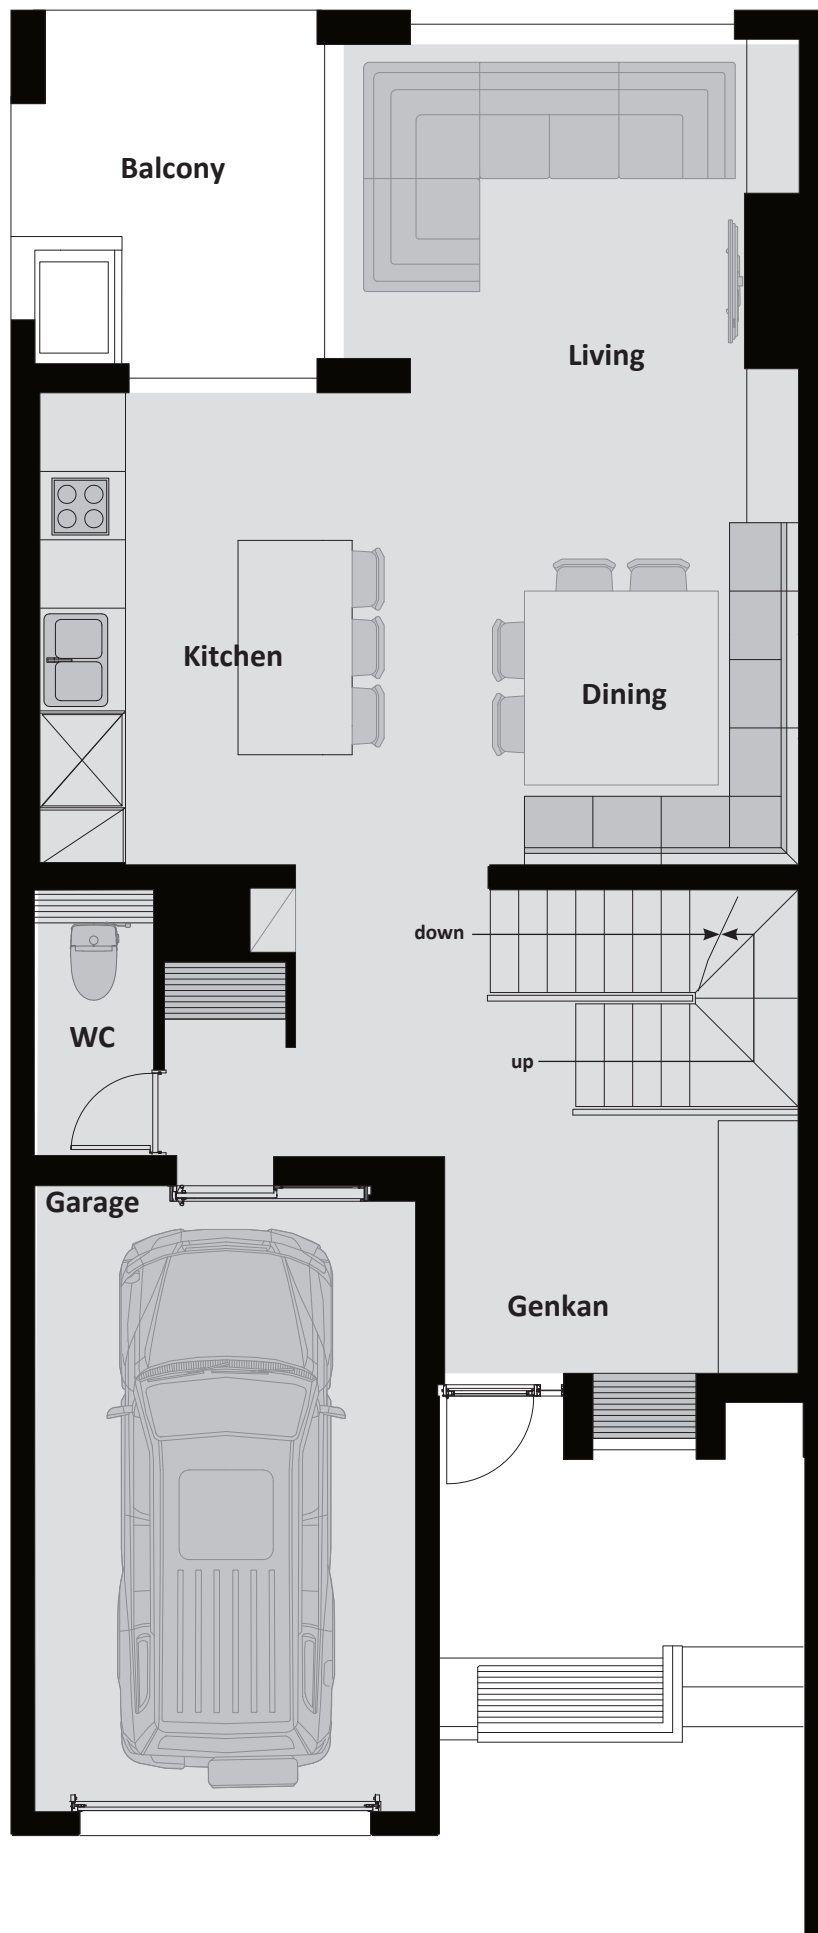 Balcony
Living
Kitchen
Dining
down
WC
up
Garage
Genkan